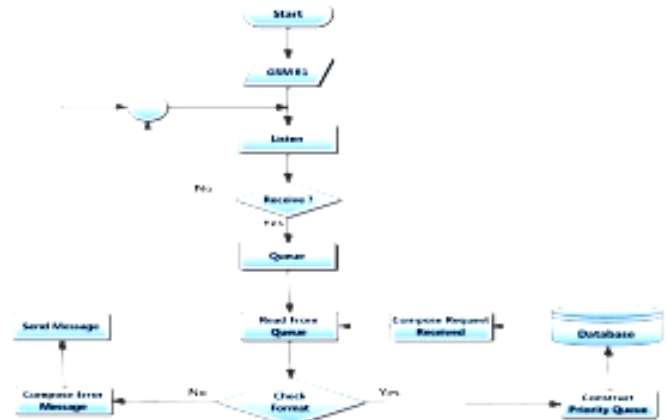 Start
Listen
No
Receive ?
Yes
Queue
Read From
Queue
Compose Request
Received
Database
Send Message
Compose Error
Message
No
Check
Format
Yes
Construct
Priority Queue